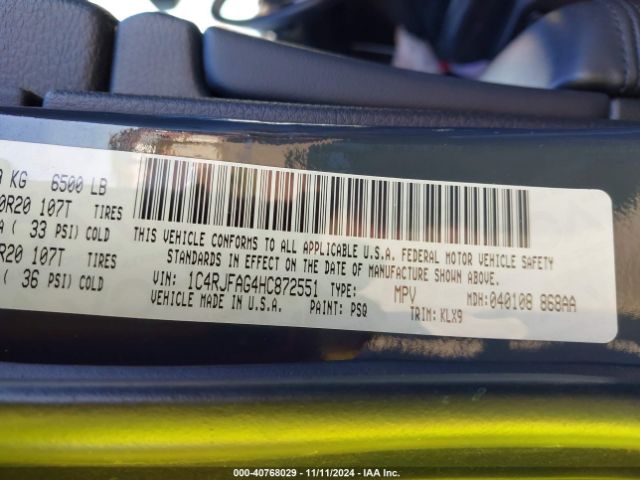 KG 6500 LB
0R20 107T TIRES
( 33 PSI) COLD
R20 107T TIRES
( 36 PSI) COLD
THIS VEHICLE CONFORMS TO ALL APPLICABLE U.S.A. FEDERAL MOTOR VEHICLE SAFETY
STANDARDS IN EFFECT ON THE DATE OF MANUFACTURE SHOWN ABOVE.
VIN: 1C4RJFAG4HC872551 TYPE: MPV MDH: 040108 868AA
VEHICLE MADE IN U.S.A. PAINT: PSQ TRIM: KLX9
000-40768029 - 11/11/2024 - IAA Inc.